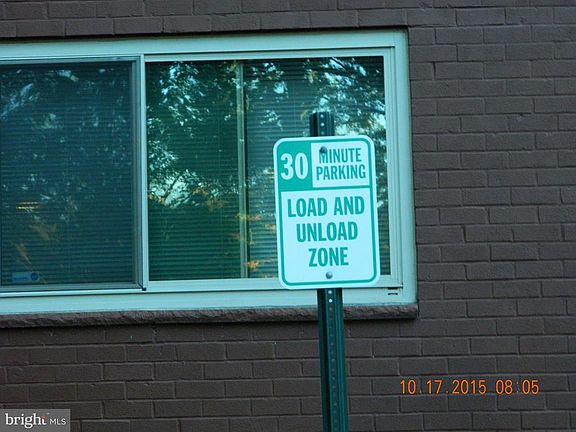 30 MINUTE
PARKING
LOAD AND
UNLOAD
ZONE
10.17.2015 08:05
bright MLS